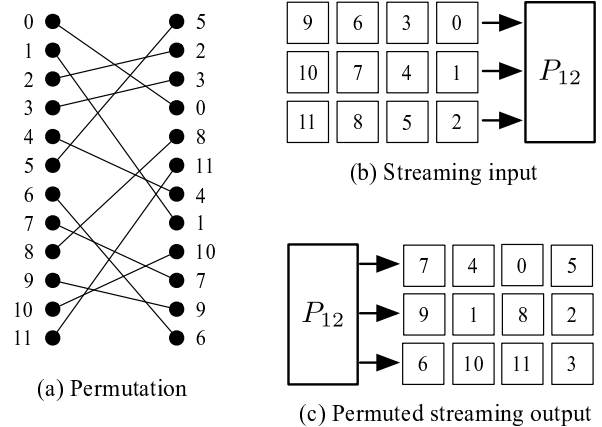 0 5
1 2
2 3
3 0
4 8
5 11
6 4
7 1
8 10
9 7
10 9
11 6
(a) Permutation
9 6 3 0
10 7 4 1
11 8 5 2
P12
(b) Streaming input
P12
7 4 0 5
9 1 8 2
6 10 11 3
(c) Permuted streaming output